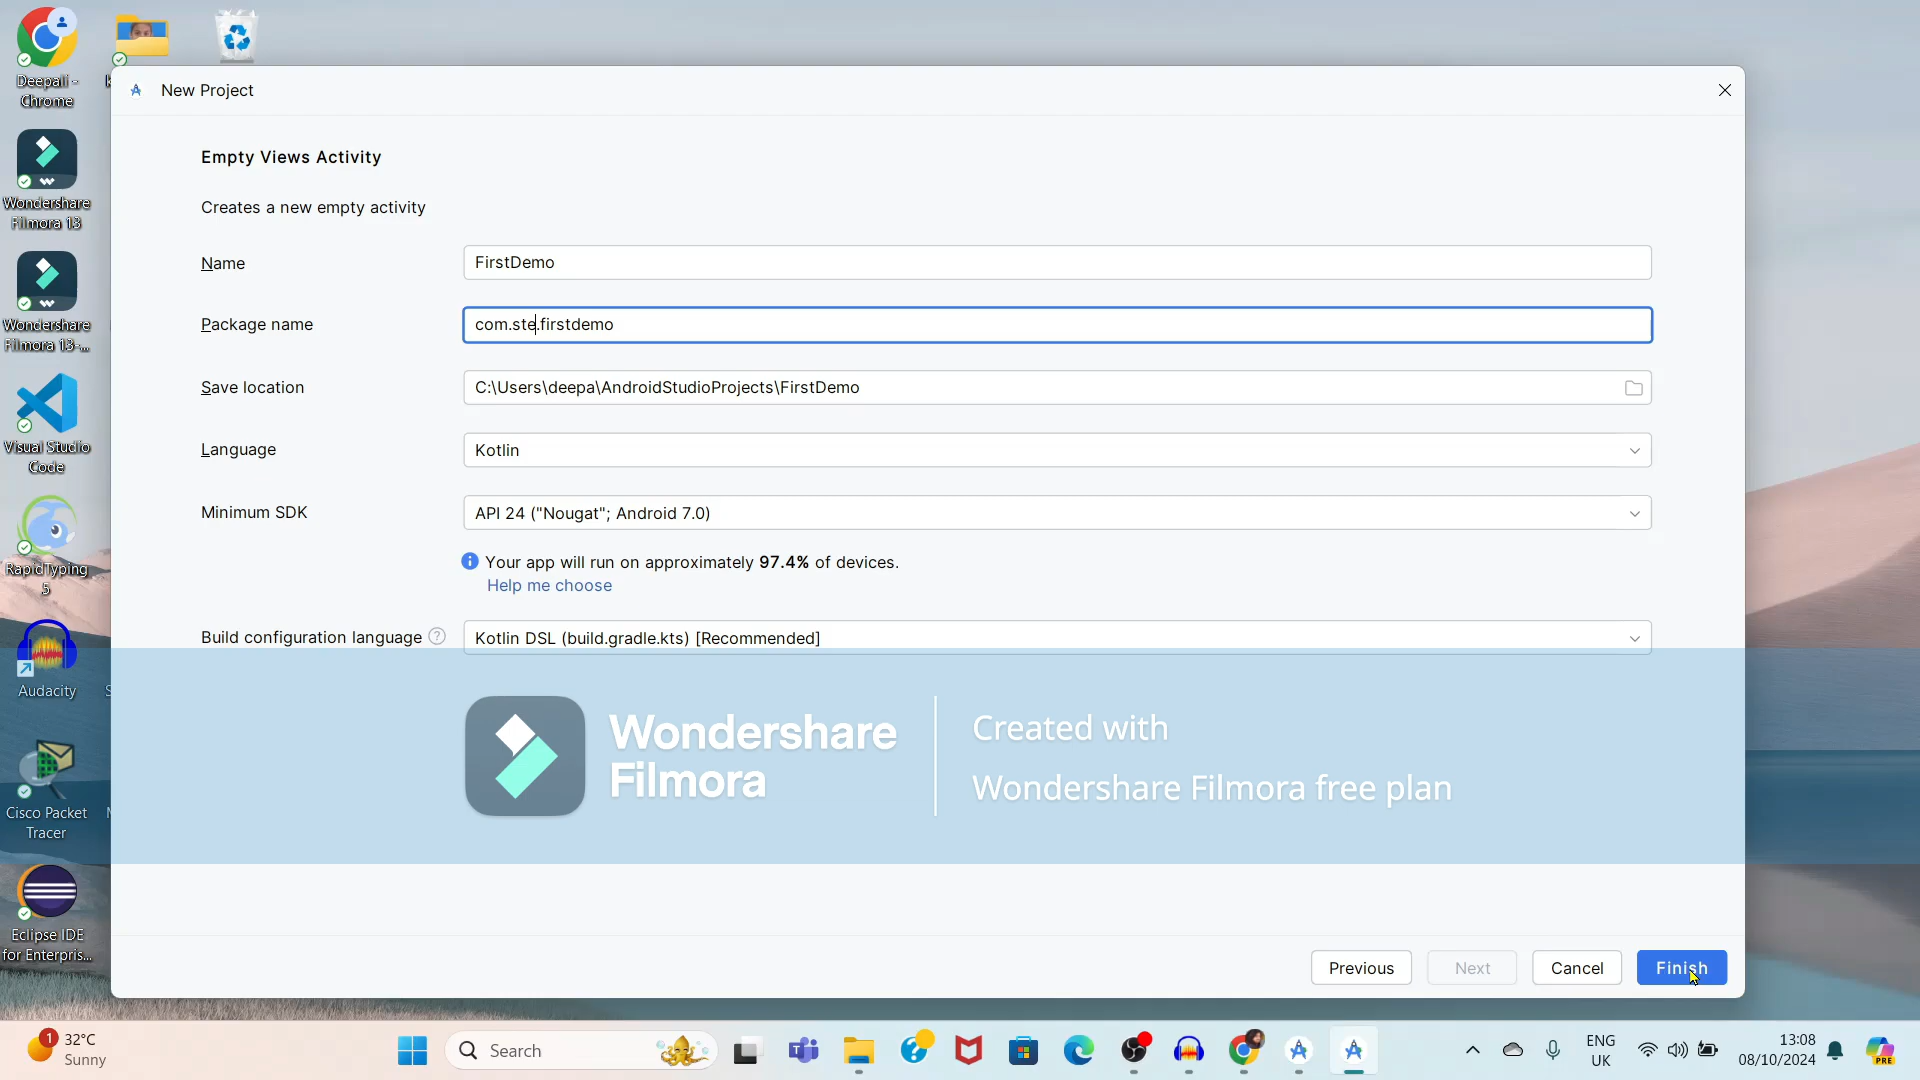 Deepali -
Chrome
Wondershare
Filmora 13
Wondershare
Filmora 13-...
Visual Studio
Code
RapidTyping
5
Audacity
Cisco Packet
Tracer
Eclipse IDE
for Enterpris...
New Project
Empty Views Activity
Creates a new empty activity
Name
FirstDemo
Package name
com.ste.firstdemo
Save location
C:\Users\deepa\AndroidStudioProjects\FirstDemo
Language
Kotlin
Minimum SDK
API 24 ("Nougat"; Android 7.0)
Your app will run on approximately 97.4% of devices.
Help me choose
Build configuration language ?
Kotlin DSL (build.gradle.kts) [Recommended]
Wondershare
Filmora
Created with
Wondershare Filmora free plan
Previous
Next
Cancel
Finish
1
32°C
Sunny
Search
ENG
UK
13:08
08/10/2024
PRE